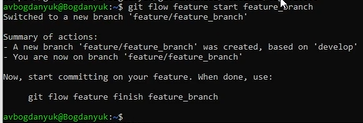 avbogdanyuk@Bogdanyuk:~$ git flow feature start feature_branch
Switched to a new branch 'feature/feature_branch'
Summary of actions:
- A new branch 'feature/feature_branch' was created, based on 'develop'
- You are now on branch 'feature/feature_branch'
Now, start committing on your feature. When done, use:
git flow feature finish feature_branch
avbogdanyuk@Bogdanyuk:~$